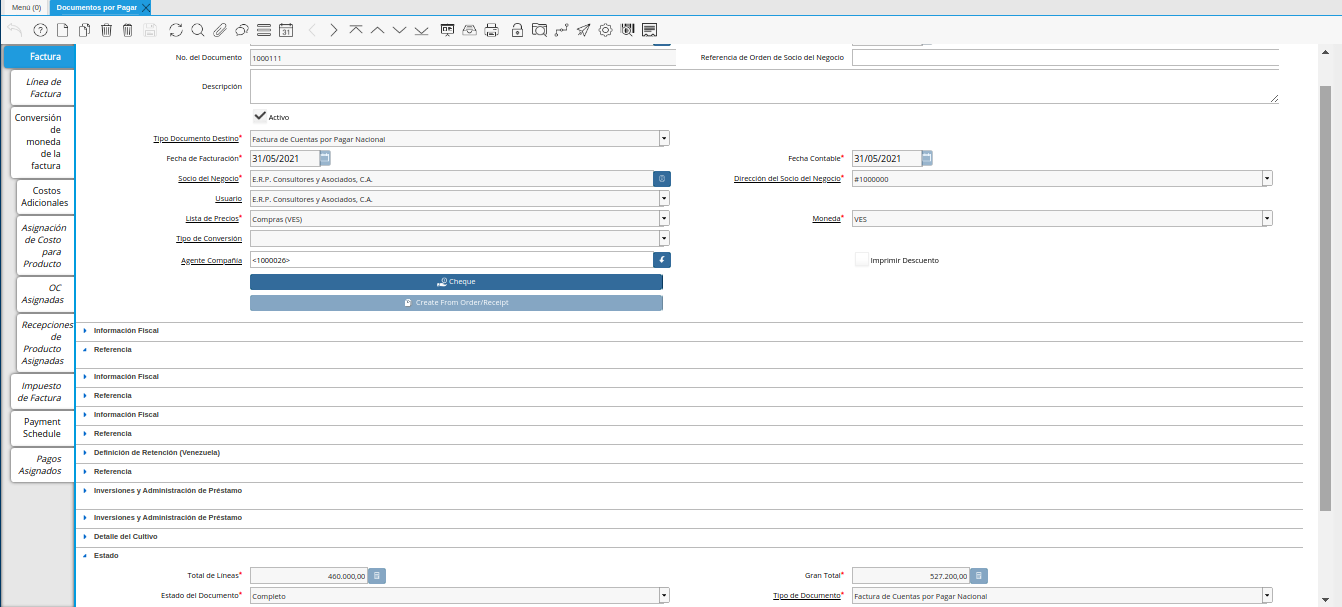 Menú (0)
Documentos por Pagar
31
Factura
Línea de
Factura
Conversión
de
moneda
de la
factura
Costos
Adicionales
Asignación
de Costo
para
Producto
OC
Asignadas
Recepciones
de
Producto
Asignadas
Impuesto
de Factura
Payment
Schedule
Pagos
Asignados
No. del Documento 1000111 Referencia de Orden de Socio del Negocio
Descripción
Activo
Tipo Documento Destino* Factura de Cuentas por Pagar Nacional
Fecha de Facturación* 31/05/2021 Fecha Contable* 31/05/2021
Socio del Negocio* E.R.P. Consultores y Asociados, C.A. Dirección del Socio del Negocio* #1000000
Usuario E.R.P. Consultores y Asociados, C.A.
Lista de Precios* Compras (VES) Moneda* VES
Tipo de Conversión
Agente Compañía <1000026> Imprimir Descuento
Cheque
Create From Order/Receipt
Información Fiscal
Referencia
Información Fiscal
Referencia
Información Fiscal
Referencia
Definición de Retención (Venezuela)
Referencia
Inversiones y Administración de Préstamo
Inversiones y Administración de Préstamo
Detalle del Cultivo
Estado
Total de Líneas* 460.000,00 Gran Total* 527.200,00
Estado del Documento* Completo Tipo de Documento* Factura de Cuentas por Pagar Nacional